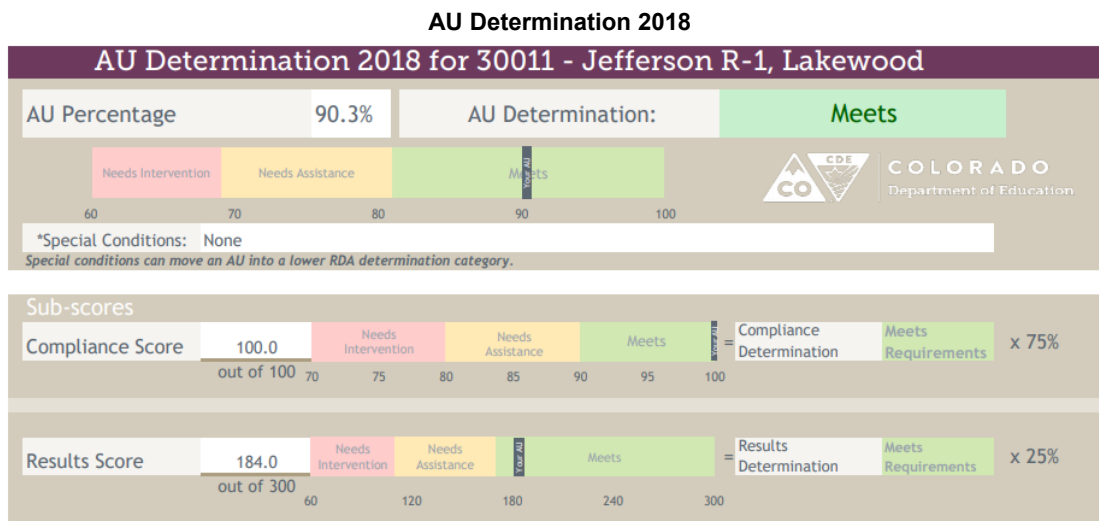 AU Determination 2018
AU Determination 2018 for 30011 - Jefferson R-1, Lakewood
AU Percentage 90.3% AU Determination: Meets
Needs Intervention Needs Assistance Meets Your AU
60 70 80 90 100
CO CDE COLORADO
Department of Education
*Special Conditions: None
Special conditions can move an AU into a lower RDA determination category.
Sub-scores
Compliance Score 100.0
out of 100
Needs Intervention Needs Assistance Meets Your AU
70 75 80 85 90 95 100
= Compliance Determination Meets Requirements x 75%
Results Score 184.0
out of 300
Needs Intervention Needs Assistance Your AU Meets
60 120 180 240 300
= Results Determination Meets Requirements x 25%